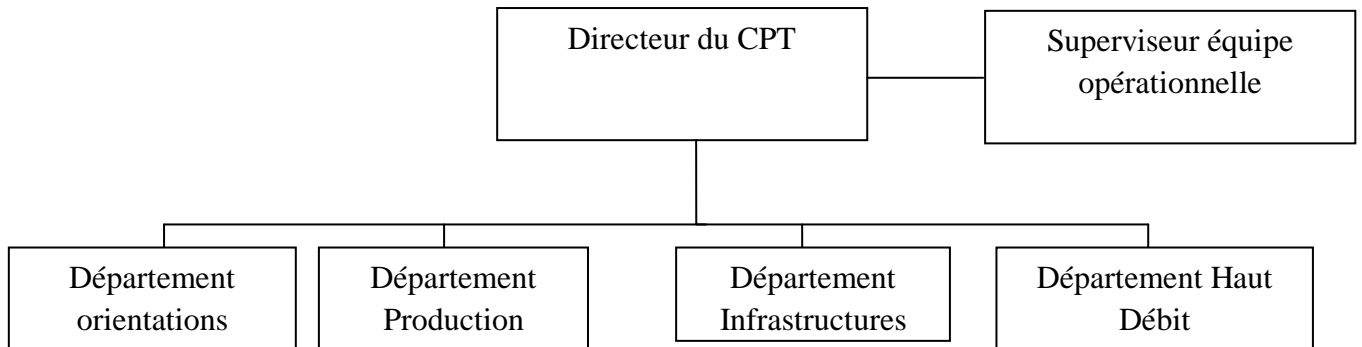 Directeur du CPT
Superviseur équipe
opérationnelle
Département
orientations
Département
Production
Département
Infrastructures
Département Haut
Débit